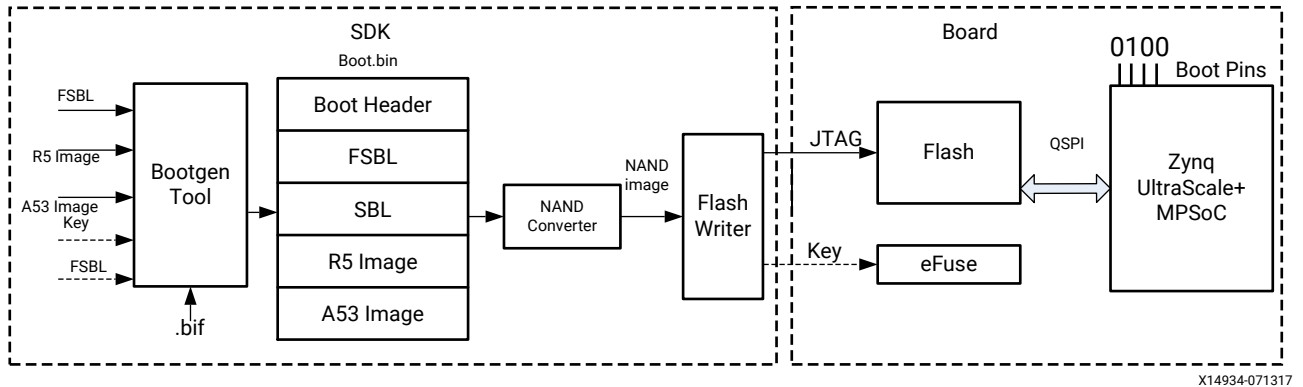 SDK
Boot.bin
FSBL
R5 Image
A53 Image
Key
FSBL
Bootgen
Tool
.bif
Boot Header
FSBL
SBL
R5 Image
A53 Image
NAND
Converter
NAND
image
Flash
Writer
Board
JTAG
Key
Flash
eFuse
QSPI
0100
Boot Pins
Zynq
UltraScale+
MPSoC
X14934-071317